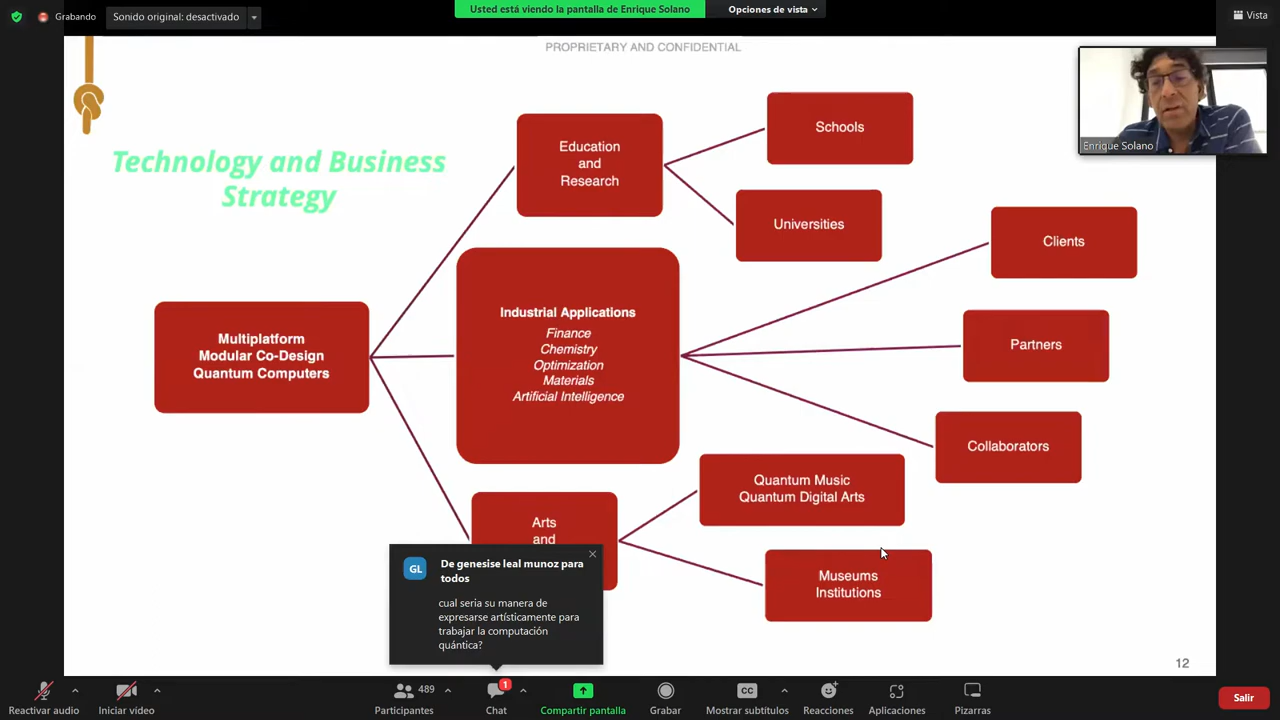 Grabando
Sonido original: desactivado
Usted está viendo la pantalla de Enrique Solano
Opciones de vista
Vista
PROPRIETARY AND CONFIDENTIAL
Enrique Solano
Technology and Business
Strategy
Multiplatform
Modular Co-Design
Quantum Computers
Education
and
Research
Schools
Universities
Industrial Applications
Finance
Chemistry
Optimization
Materials
Artificial Intelligence
Clients
Partners
Collaborators
Arts
and
Quantum Music
Quantum Digital Arts
Museums
Institutions
GL
De genesise leal munoz para
todos
cual seria su manera de
expresarse artísticamente para
trabajar la computación
quántica?
12
Reactivar audio
Iniciar video
489
Participantes
1
Chat
Compartir pantalla
Grabar
CC
Mostrar subtítulos
Reacciones
Aplicaciones
Pizarras
Salir